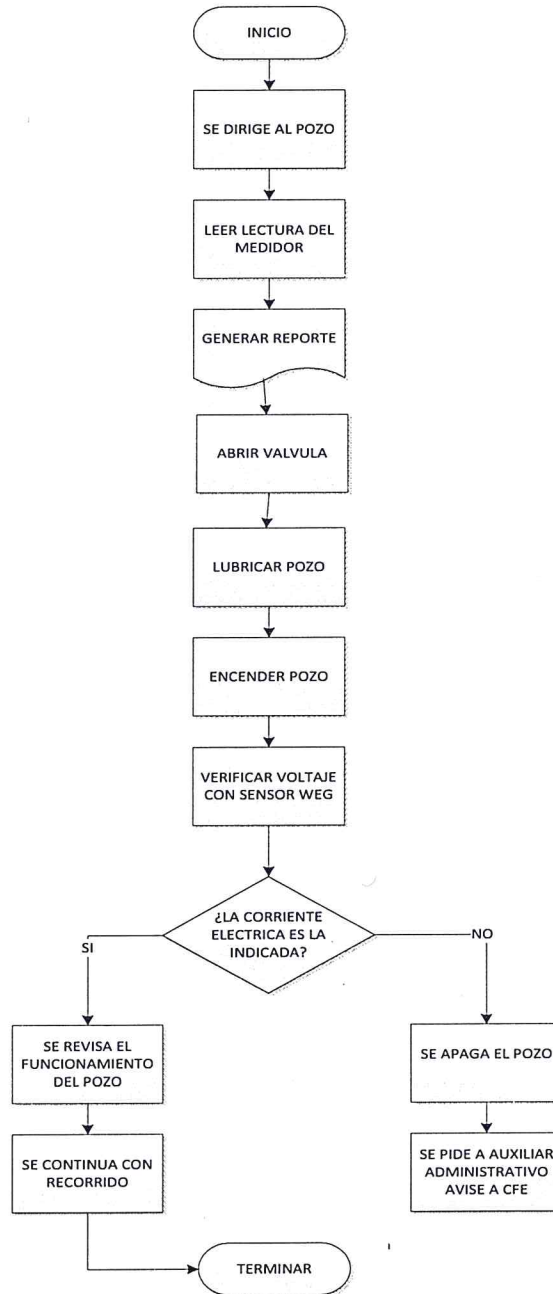 INICIO
SE DIRIGE AL POZO
LEER LECTURA DEL
MEDIDOR
GENERAR REPORTE
ABRIR VALVULA
LUBRICAR POZO
ENCENDER POZO
VERIFICAR VOLTAJE
CON SENSOR WEG
¿LA CORRIENTE
ELECTRICA ES LA
INDICADA?
SI
NO
SE REVISA EL
FUNCIONAMIENTO
DEL POZO
SE APAGA EL POZO
SE CONTINUA CON
RECORRIDO
SE PIDE A AUXILIAR
ADMINISTRATIVO
AVISE A CFE
TERMINAR